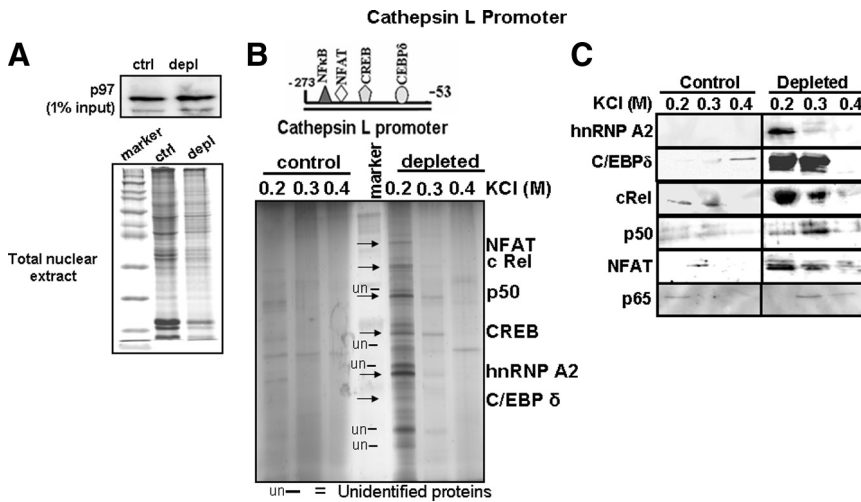 Cathepsin L Promoter
A
ctrl depl
p97
(1% input)
marker
ctrl
depl
Total nuclear
extract
B
NFκB
NFAT
CREB
CEBPδ
-273
-53
Cathepsin L promoter
control
marker
depleted
0.2 0.3 0.4
0.2 0.3 0.4 KCl (M)
NFAT
c Rel
un
p50
CREB
un
un
hnRNP A2
C/EBP δ
un
un
un = Unidentified proteins
C
Control Depleted
KCl (M) 0.2 0.3 0.4 0.2 0.3 0.4
hnRNP A2
C/EBPδ
cRel
p50
NFAT
p65